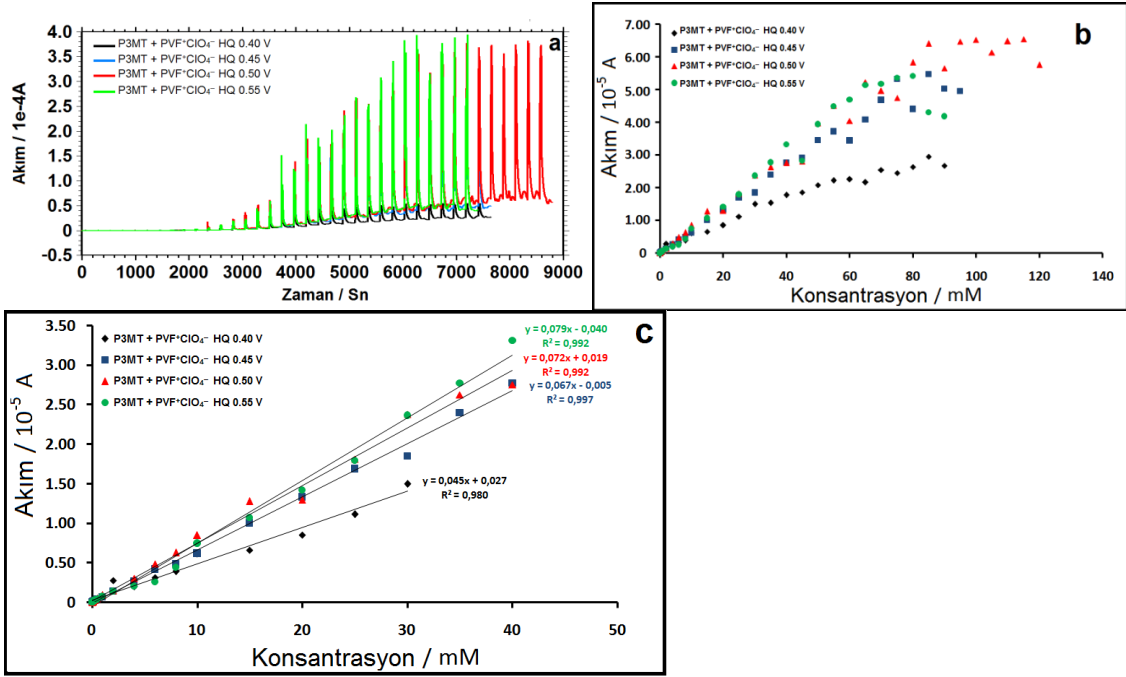 a
P3MT + PVF⁺ClO₄⁻ HQ 0.40 V
P3MT + PVF⁺ClO₄⁻ HQ 0.45 V
P3MT + PVF⁺ClO₄⁻ HQ 0.50 V
P3MT + PVF⁺ClO₄⁻ HQ 0.55 V
Akım / 1e-4A
4.0
3.5
3.0
2.5
2.0
1.5
1.0
0.5
0
-0.5
0 1000 2000 3000 4000 5000 6000 7000 8000 9000
Zaman / Sn
b
P3MT + PVF⁺ClO₄⁻ HQ 0.40 V
P3MT + PVF⁺ClO₄⁻ HQ 0.45 V
P3MT + PVF⁺ClO₄⁻ HQ 0.50 V
P3MT + PVF⁺ClO₄⁻ HQ 0.55 V
Akım / 10⁻⁵ A
7.00
6.00
5.00
4.00
3.00
2.00
1.00
0
0 20 40 60 80 100 120 140
Konsantrasyon / mM
c
P3MT + PVF⁺ClO₄⁻ HQ 0.40 V
P3MT + PVF⁺ClO₄⁻ HQ 0.45 V
P3MT + PVF⁺ClO₄⁻ HQ 0.50 V
P3MT + PVF⁺ClO₄⁻ HQ 0.55 V
y = 0,079x - 0,040
R² = 0,992
y = 0,072x + 0,019
R² = 0,992
y = 0,067x - 0,005
R² = 0,997
y = 0,045x + 0,027
R² = 0,980
Akım / 10⁻⁵ A
3.50
3.00
2.50
2.00
1.50
1.00
0.50
0
0 10 20 30 40 50
Konsantrasyon / mM